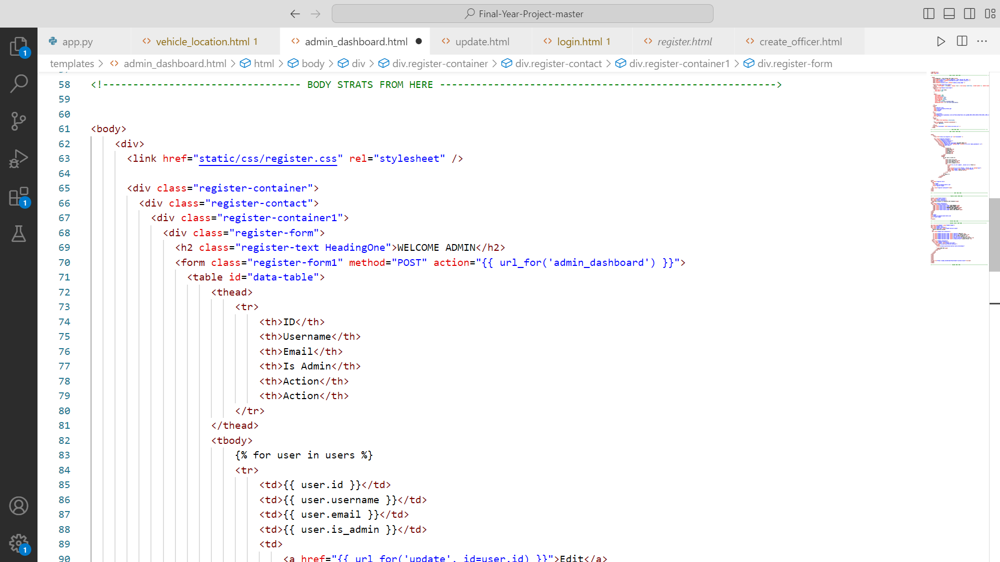 Final-Year-Project-master
app.py
vehicle_location.html 1
admin_dashboard.html
update.html
login.html 1
register.html
create_officer.html
templates > admin_dashboard.html > html > body > div > div.register-container > div.register-contact > div.register-container1 > div.register-form
58 <!--------------------------------- BODY STRATS FROM HERE -------------------------------------------------------->
59
60
61 <body>
62 <div>
63 <link href="static/css/register.css" rel="stylesheet" />
64
65 <div class="register-container">
66 <div class="register-contact">
67 <div class="register-container1">
68 <div class="register-form">
69 <h2 class="register-text HeadingOne">WELCOME ADMIN</h2>
70 <form class="register-form1" method="POST" action="{{ url_for('admin_dashboard') }}">
71 <table id="data-table">
72 <thead>
73 <tr>
74 <th>ID</th>
75 <th>Username</th>
76 <th>Email</th>
77 <th>Is Admin</th>
78 <th>Action</th>
79 <th>Action</th>
80 </tr>
81 </thead>
82 <tbody>
83 {% for user in users %}
84 <tr>
85 <td>{{ user.id }}</td>
86 <td>{{ user.username }}</td>
87 <td>{{ user.email }}</td>
88 <td>{{ user.is_admin }}</td>
89 <td>
90 <a href="{{ url_for('update', id=user.id) }}">Edit</a>
1
1
1